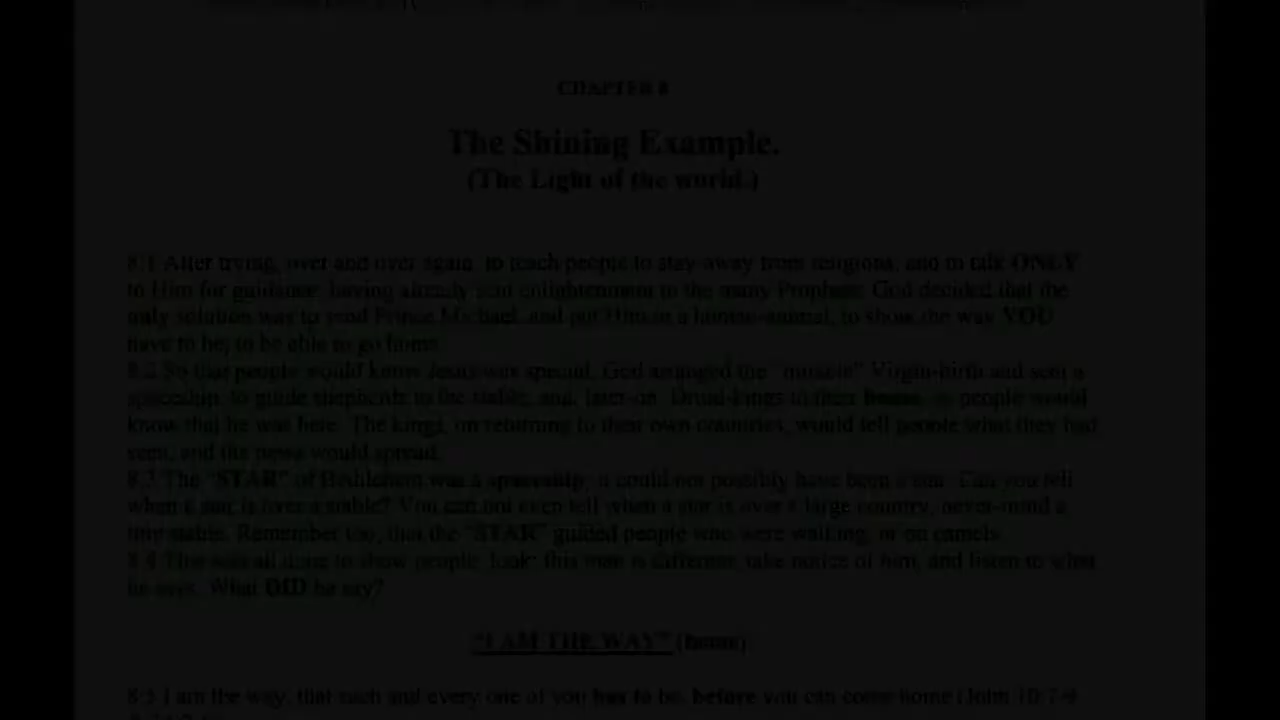 CHAPTER 8
The Shining Example.
(The Light of the world.)
8:1 After trying, over and over again, to teach people to stay away from religions, and to talk ONLY
to Him for guidance; having already sent enlightenment to the many Prophets; God decided that the
only solution was to send Prince Michael, and put Him in a human-animal, to show the way YOU
have to be, to be able to go home.
8:2 So that people would know Jesus was special, God arranged the Virgin-birth and sent a
spaceship, to guide shepherds to the stable, and, later-on, Druid-kings to their house, so people would
know that he was here. The kings, on returning to their own countries, would tell people what they had
seen, and the news would spread.
8:3 The "STAR" of Bethlehem was a spaceship; it could not possibly have been a star. Can you tell
when a star is over a stable? You can not even tell when a star is over a large country, never-mind a
tiny stable. Remember too, that the "STAR" guided people who were walking, or on camels.
8:4 This was all done to show people, look; this man is different, take notice of him, and listen to what
he says. What DID he say?
"I AM THE WAY" (home)
8:5 I am the way, that each and every one of you has to be, before you can come home (John 10:7-9